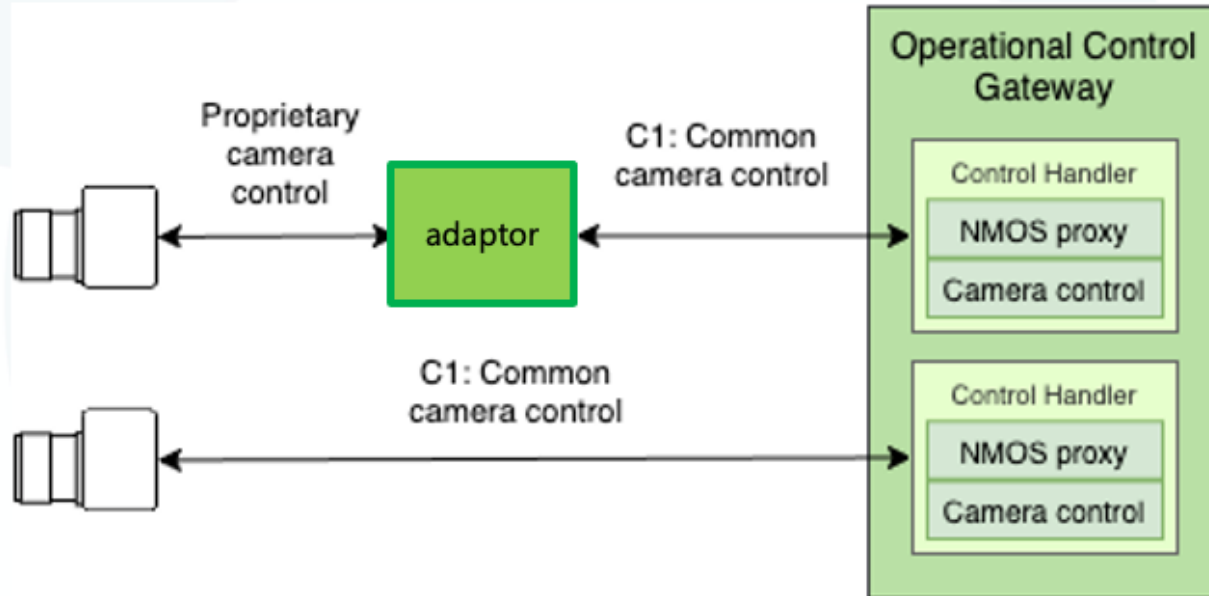 Operational Control
Gateway
Proprietary
camera
control
C1: Common
camera control
adaptor
Control Handler
NMOS proxy
Camera control
C1: Common
camera control
Control Handler
NMOS proxy
Camera control